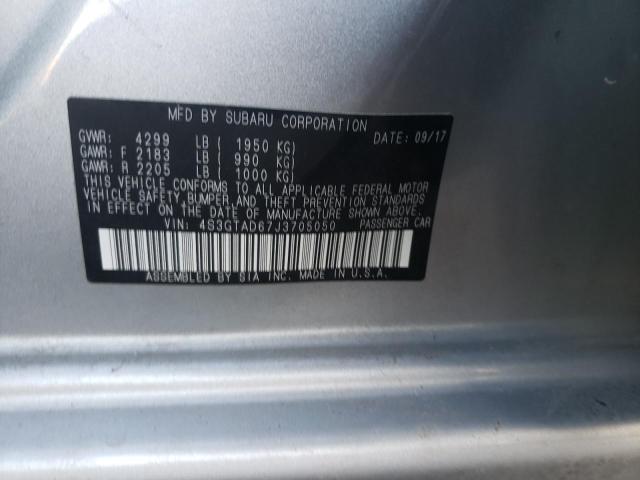 MFD BY SUBARU CORPORATION
GVWR: 4299 LB ( 1950 KG) DATE: 09/17
GAWR: F 2183 LB ( 990 KG)
GAWR: R 2205 LB ( 1000 KG)
THIS VEHICLE CONFORMS TO ALL APPLICABLE FEDERAL MOTOR
VEHICLE SAFETY, BUMPER, AND THEFT PREVENTION STANDARDS
IN EFFECT ON THE DATE OF MANUFACTURE SHOWN ABOVE.
VIN: 4S3GTAD67J3705050 PASSENGER CAR
ASSEMBLED BY SIA INC. MADE IN U.S.A.